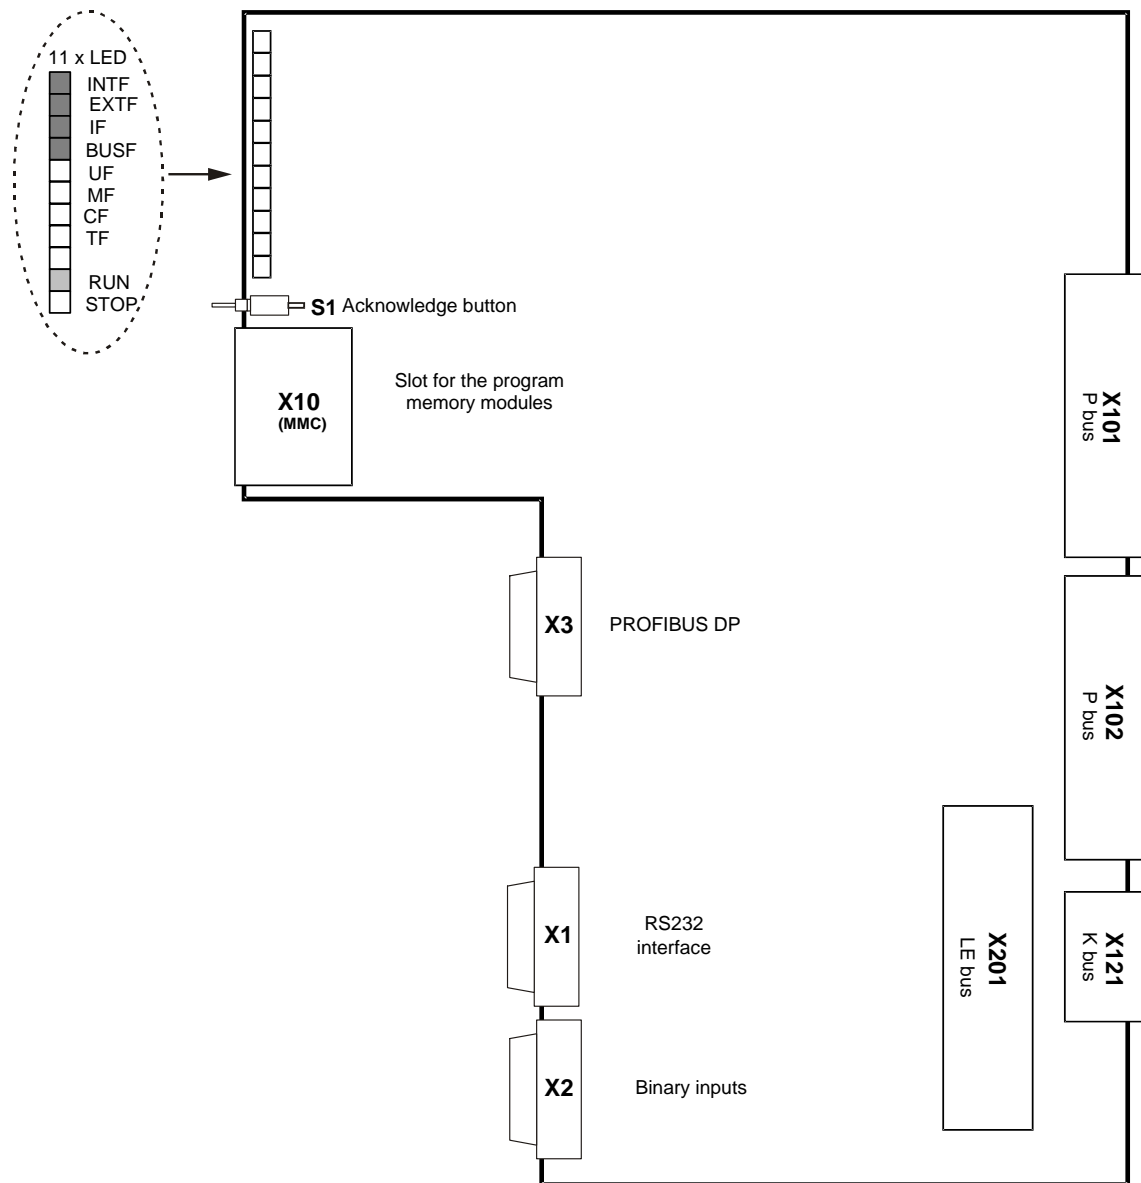 11 x LED
INTF
EXTF
IF
BUSF
UF
MF
CF
TF
RUN
STOP
S1 Acknowledge button
X10
(MMC)
Slot for the program
memory modules
X101
P bus
X3
PROFIBUS DP
X102
P bus
X1
RS232
interface
X201
LE bus
X121
K bus
X2
Binary inputs